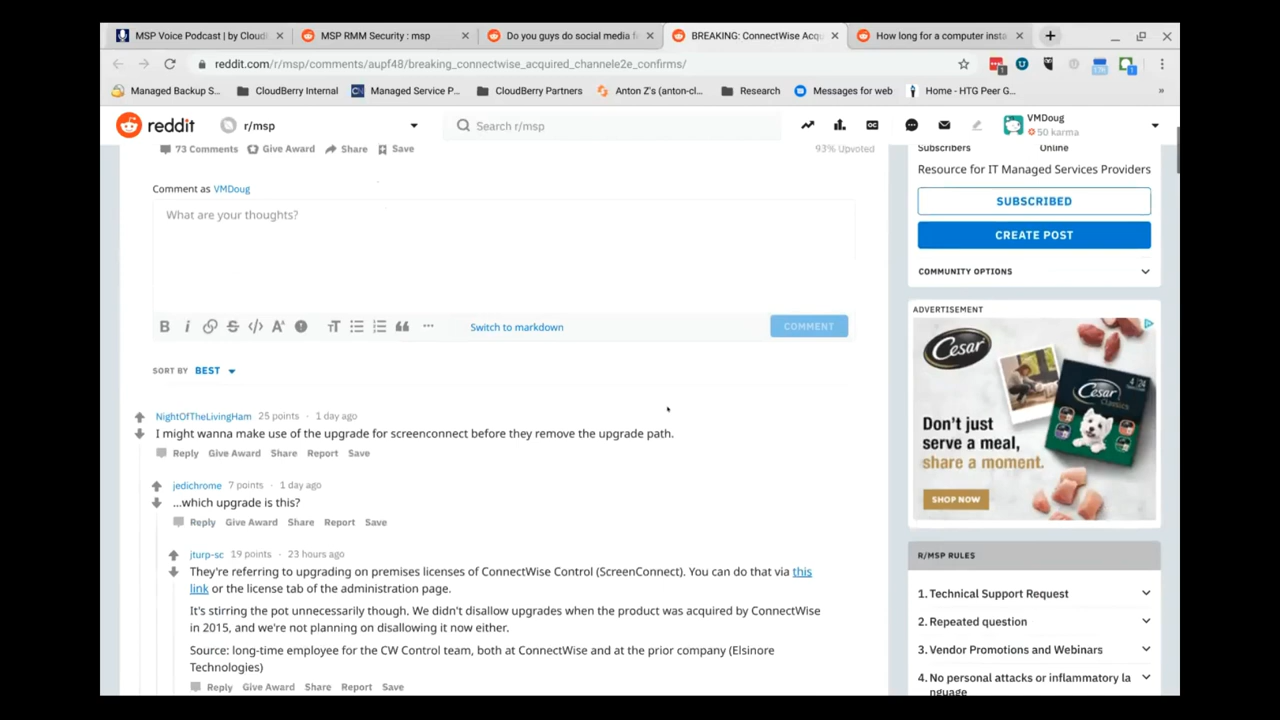 MSP Voice Podcast | by Cloud
MSP RMM Security : msp
Do you guys do social media f
BREAKING: ConnectWise Acqu
How long for a computer insta
reddit.com/r/msp/comments/aupf48/breaking_connectwise_acquired_channele2e_confirms/
Managed Backup S...
CloudBerry Internal
Managed Service P...
CloudBerry Partners
Anton Z's (anton-cl...
Research
Messages for web
Home - HTG Peer G...
»
reddit
r/msp
Search r/msp
VMDoug
50 karma
73 Comments
Give Award
Share
Save
93% Upvoted
Comment as VMDoug
What are your thoughts?
Switch to markdown
COMMENT
SORT BY BEST
NightOfTheLivingHam 25 points · 1 day ago
I might wanna make use of the upgrade for screenconnect before they remove the upgrade path.
Reply Give Award Share Report Save
jedichrome 7 points · 1 day ago
...which upgrade is this?
Reply Give Award Share Report Save
jturp-sc 19 points · 23 hours ago
They're referring to upgrading on premises licenses of ConnectWise Control (ScreenConnect). You can do that via this
link or the license tab of the administration page.
It's stirring the pot unnecessarily though. We didn't disallow upgrades when the product was acquired by ConnectWise
in 2015, and we're not planning on disallowing it now either.
Source: long-time employee for the CW Control team, both at ConnectWise and at the prior company (Elsinore
Technologies)
Reply Give Award Share Report Save
Subscribers
Online
Resource for IT Managed Services Providers
SUBSCRIBED
CREATE POST
COMMUNITY OPTIONS
ADVERTISEMENT
Cesar
Cesar
Classics
Don't just
serve a meal,
share a moment.
SHOP NOW
R/MSP RULES
1. Technical Support Request
2. Repeated question
3. Vendor Promotions and Webinars
4. No personal attacks or inflammatory la
nguage